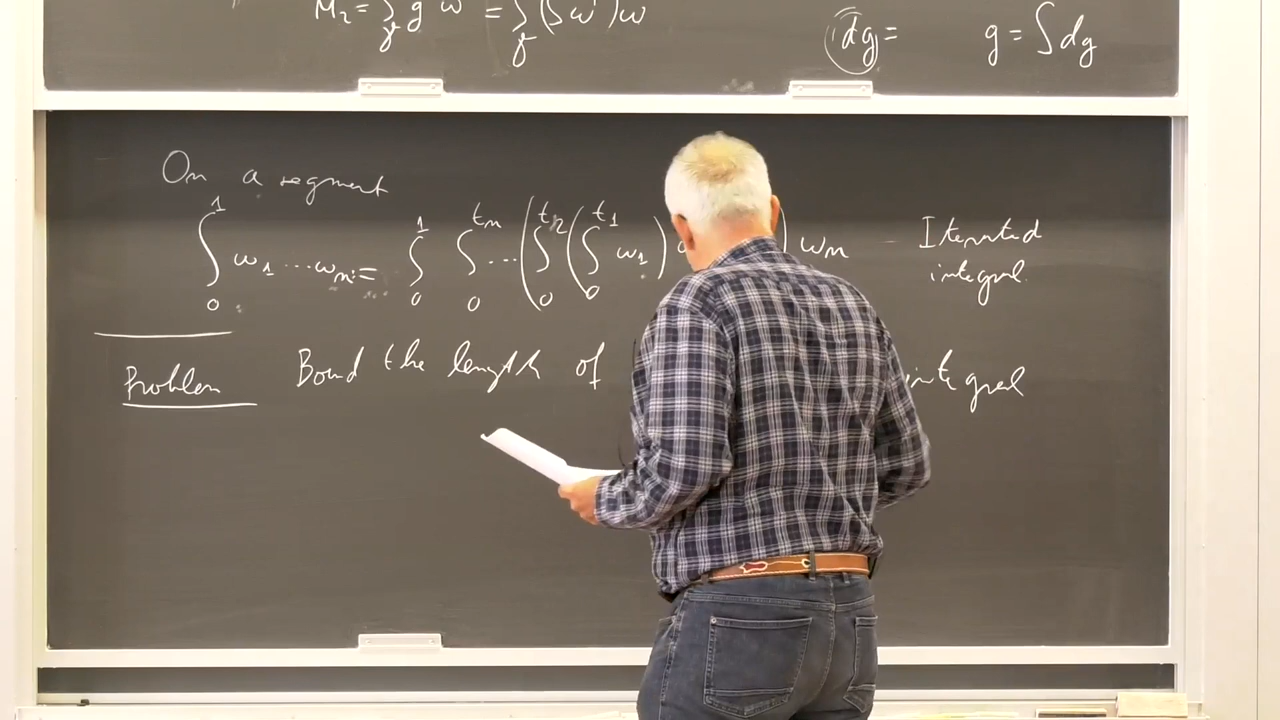 M₂ = ∫_γ g ω = ∫_γ (∫ω)ω
dg = g = ∫dg
On a segment
∫₀¹ ω₁ ⋯ ωₙ := ∫₀¹ ∫₀^{tₙ} ⋯ (∫₀^{t₂} (∫₀^{t₁} ω₁) ) ωₙ Iterated
integral.
Problem Bound the length of integral